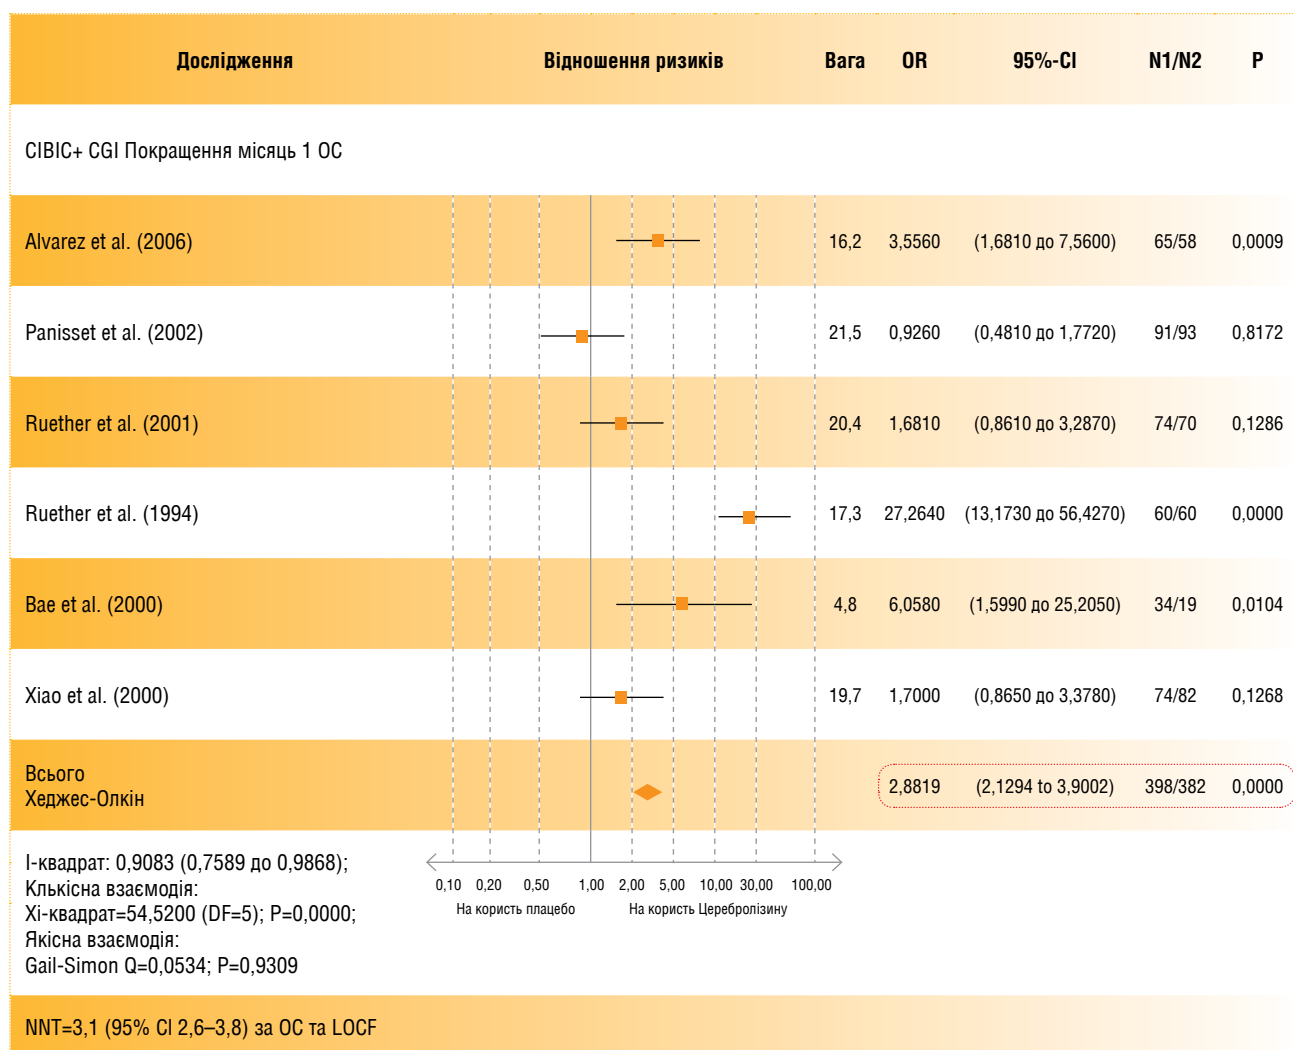 Дослідження Відношення ризиків Вага OR 95%-CI N1/N2 P
CIBIC+ CGI Покращення місяць 1 ОС
Alvarez et al. (2006) 16,2 3,5560 (1,6810 до 7,5600) 65/58 0,0009
Panisset et al. (2002) 21,5 0,9260 (0,4810 до 1,7720) 91/93 0,8172
Ruether et al. (2001) 20,4 1,6810 (0,8610 до 3,2870) 74/70 0,1286
Ruether et al. (1994) 17,3 27,2640 (13,1730 до 56,4270) 60/60 0,0000
Bae et al. (2000) 4,8 6,0580 (1,5990 до 25,2050) 34/19 0,0104
Xiao et al. (2000) 19,7 1,7000 (0,8650 до 3,3780) 74/82 0,1268
Всього
Хеджес-Олкін 2,8819 (2,1294 to 3,9002) 398/382 0,0000
І-квадрат: 0,9083 (0,7589 до 0,9868);
Клькісна взаємодія:
Хі-квадрат=54,5200 (DF=5); P=0,0000;
Якісна взаємодія:
Gail-Simon Q=0,0534; P=0,9309
0,10 0,20 0,50 1,00 2,00 5,00 10,00 30,00 100,00
На користь плацебо На користь Церебролізину
NNT=3,1 (95% CI 2,6–3,8) за ОС та LOCF